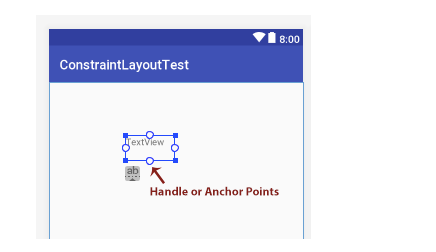 8:00
ConstraintLayoutTest
TextView
ab
Handle or Anchor Points